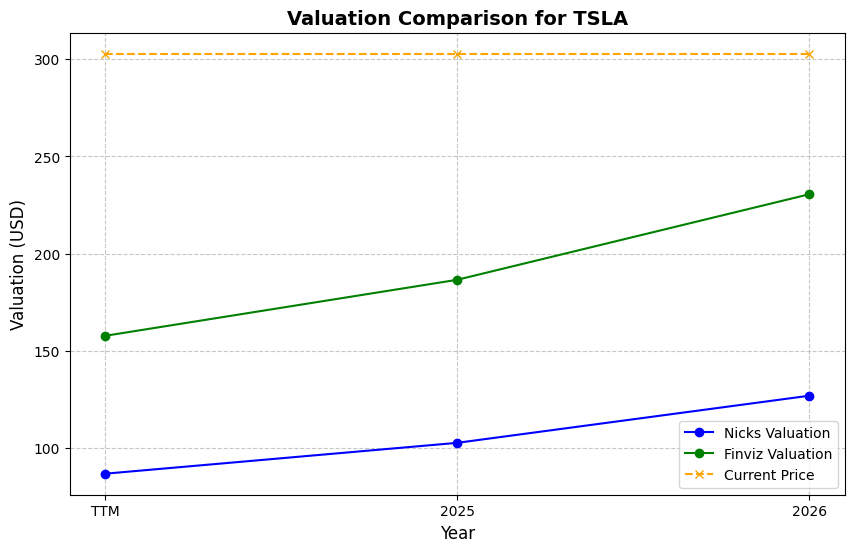 Valuation Comparison for TSLA
300
250
200
150
100
Valuation (USD)
Nicks Valuation
Finviz Valuation
Current Price
TTM
2025
2026
Year